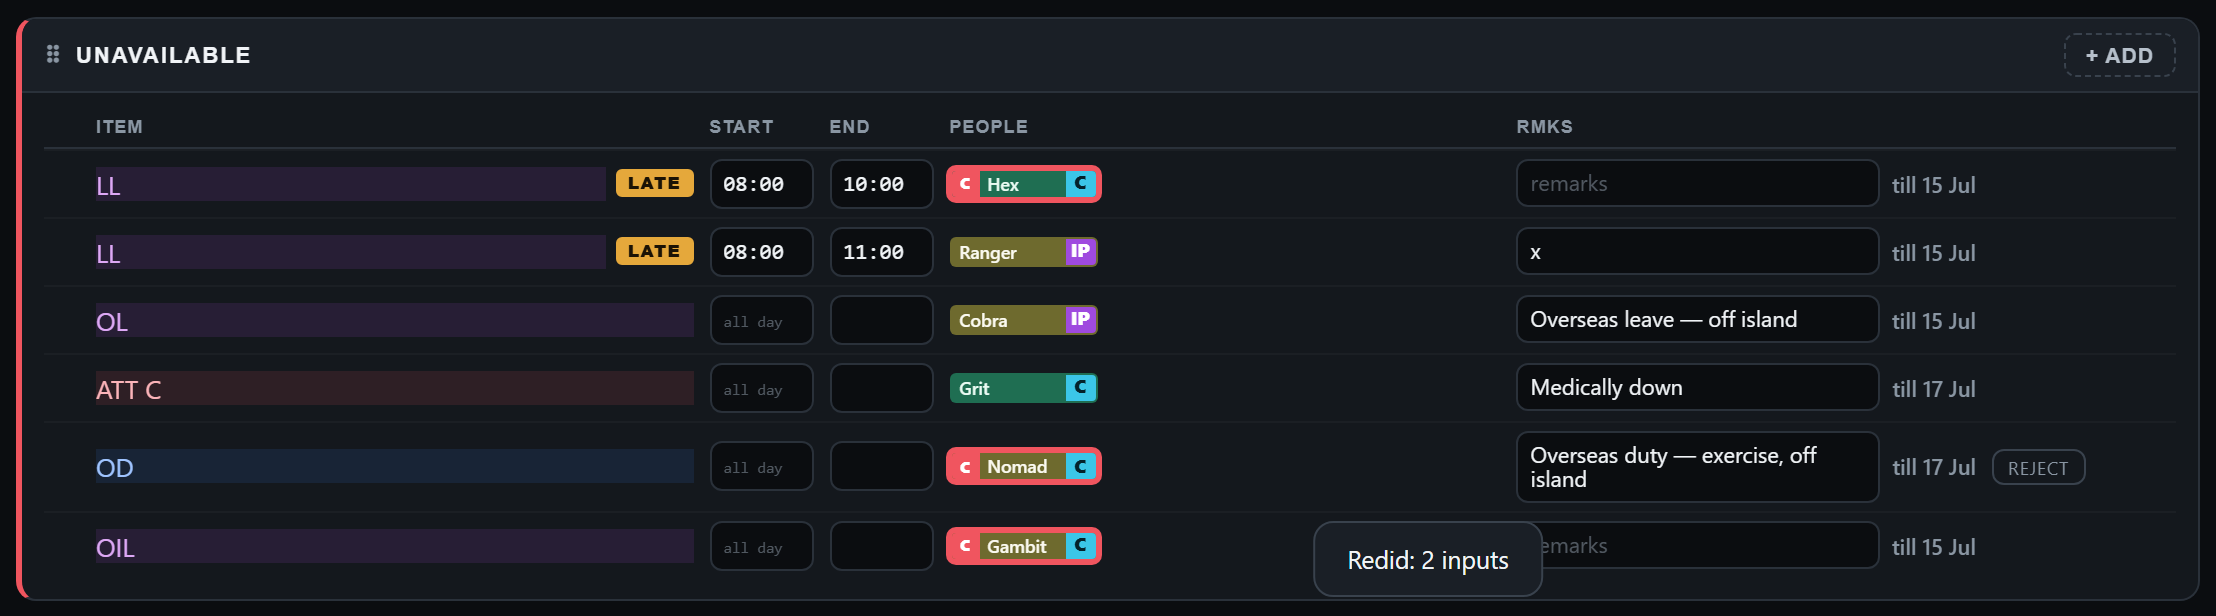 UNAVAILABLE
+ ADD
ITEM START END PEOPLE RMKS
LL LATE 08:00 10:00 C Hex C remarks till 15 Jul
LL LATE 08:00 11:00 Ranger IP x till 15 Jul
OL all day Cobra IP Overseas leave — off island till 15 Jul
ATT C all day Grit C Medically down till 17 Jul
OD all day C Nomad C Overseas duty — exercise, off
island till 17 Jul REJECT
OIL all day C Gambit C emarks till 15 Jul
Redid: 2 inputs